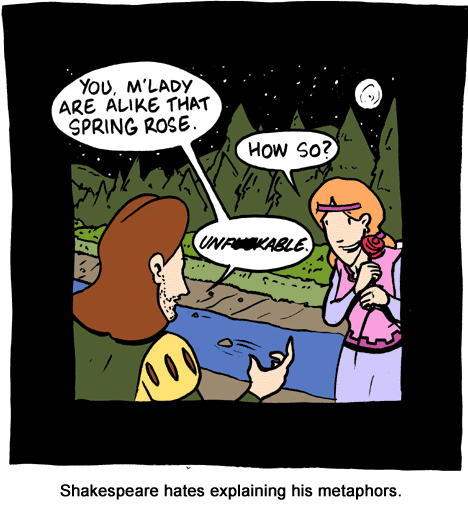 YOU, M'LADY
ARE ALIKE THAT
SPRING ROSE.
HOW SO?
UNF KABLE.
Shakespeare hates explaining his metaphors.